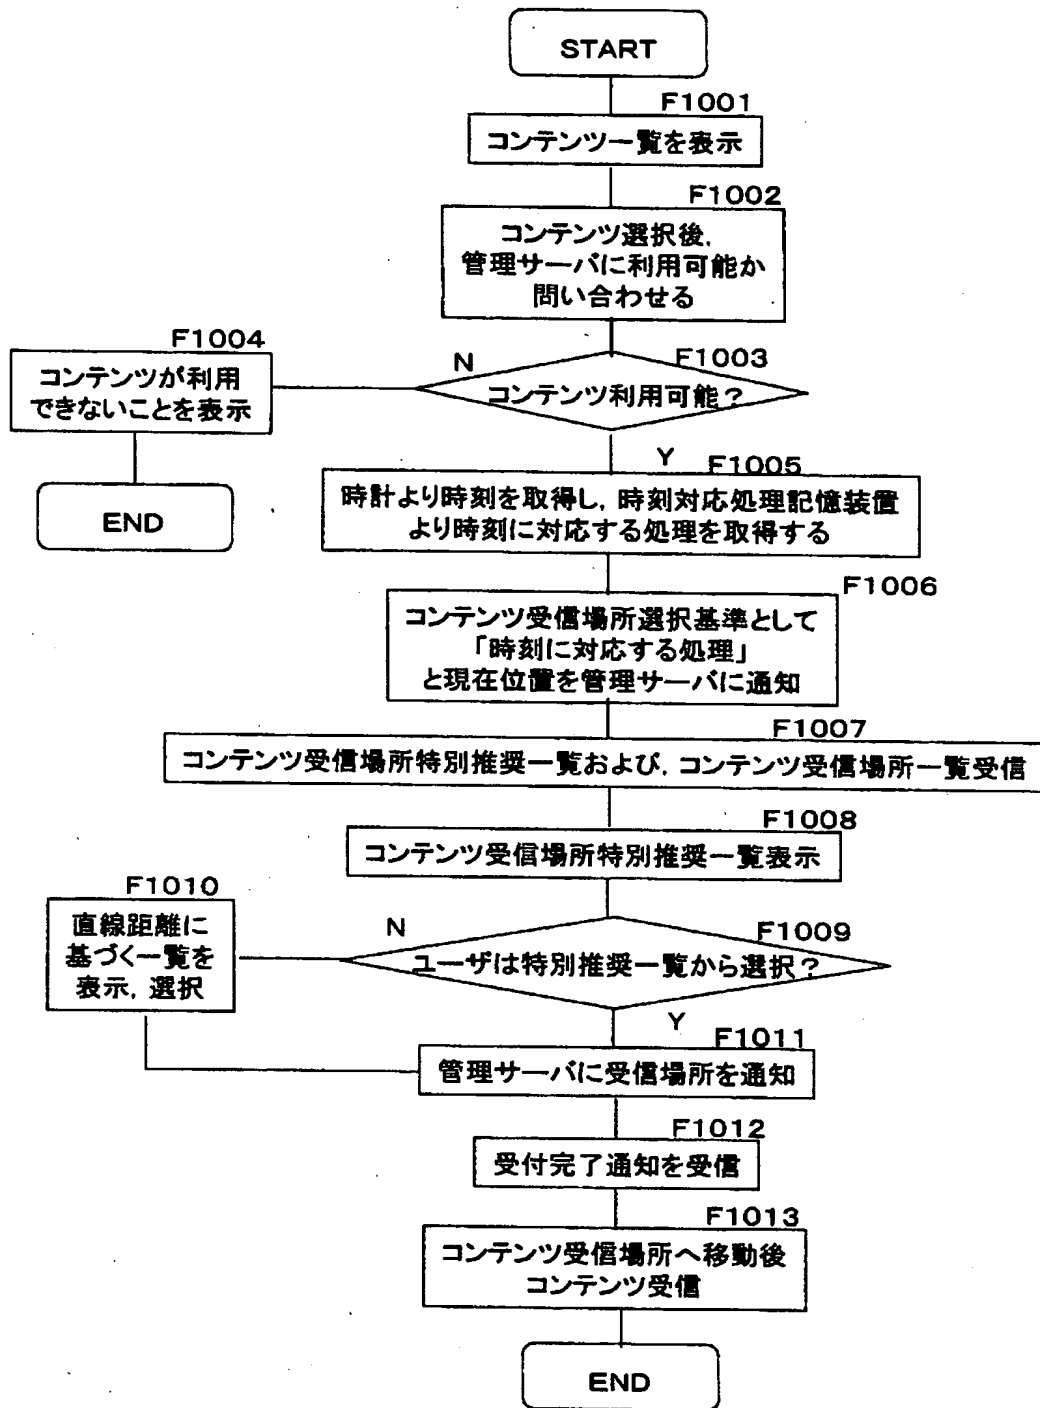 START
F1001
コンテンツ一覧を表示
F1002
コンテンツ選択後,
管理サーバに利用可能か
問い合わせる
F1003
コンテンツ利用可能?
N
F1004
コンテンツが利用
できないことを表示
END
Y
F1005
時計より時刻を取得し, 時刻対応処理記憶装置
より時刻に対応する処理を取得する
F1006
コンテンツ受信場所選択基準として
「時刻に対応する処理」
と現在位置を管理サーバに通知
F1007
コンテンツ受信場所特別推奨一覧および, コンテンツ受信場所一覧受信
F1008
コンテンツ受信場所特別推奨一覧表示
F1009
ユーザは特別推奨一覧から選択?
N
F1010
直線距離に
基づく一覧を
表示, 選択
Y
F1011
管理サーバに受信場所を通知
F1012
受付完了通知を受信
F1013
コンテンツ受信場所へ移動後
コンテンツ受信
END